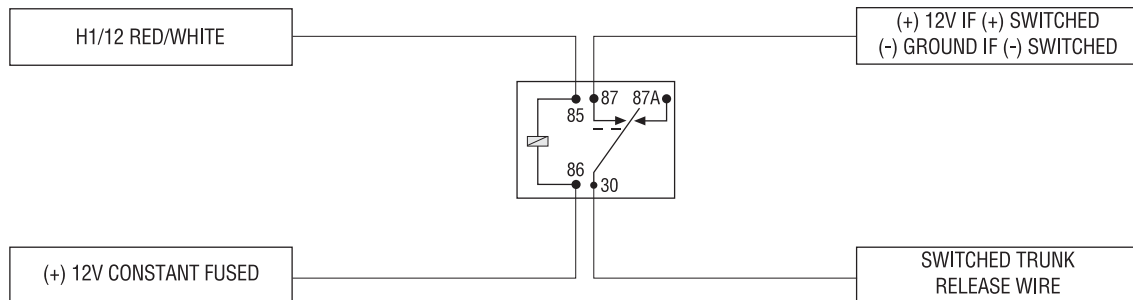 H1/12 RED/WHITE
(+) 12V IF (+) SWITCHED
(-) GROUND IF (-) SWITCHED
87 87A
85
86
30
(+) 12V CONSTANT FUSED
SWITCHED TRUNK
RELEASE WIRE